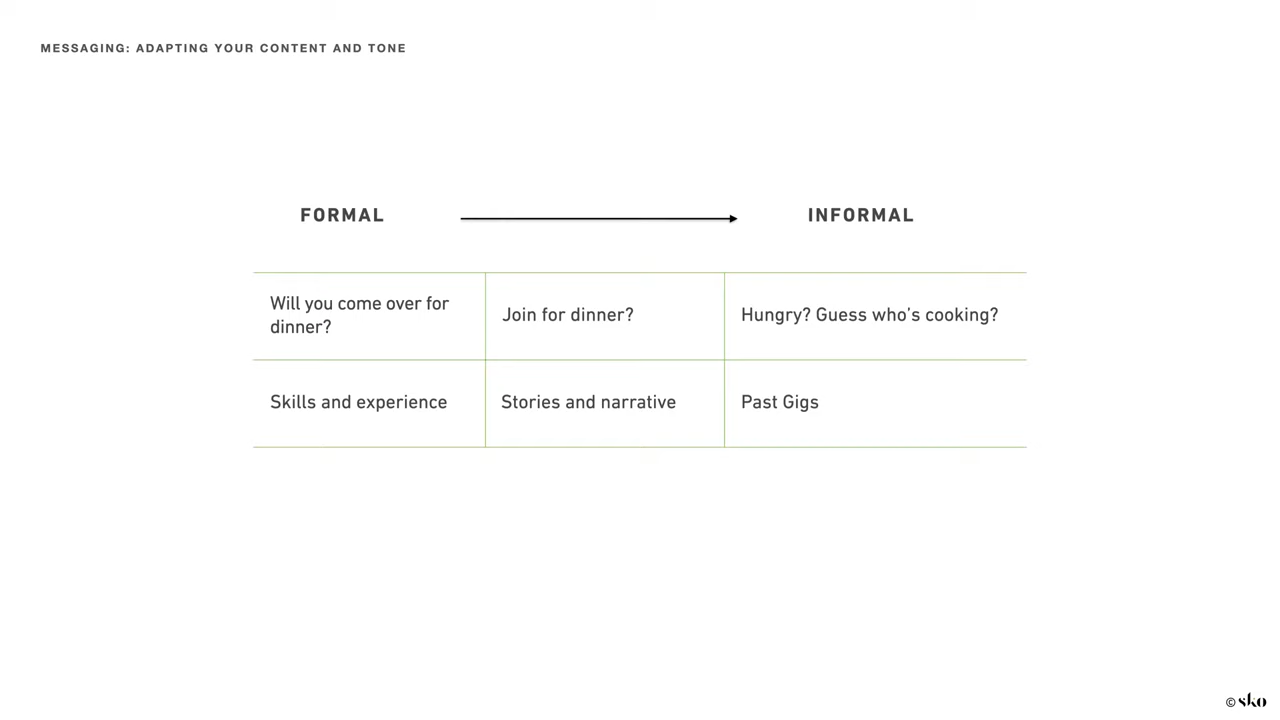 MESSAGING: ADAPTING YOUR CONTENT AND TONE
FORMAL
INFORMAL
Will you come over for
dinner?
Join for dinner?
Hungry? Guess who's cooking?
Skills and experience
Stories and narrative
Past Gigs
© sko